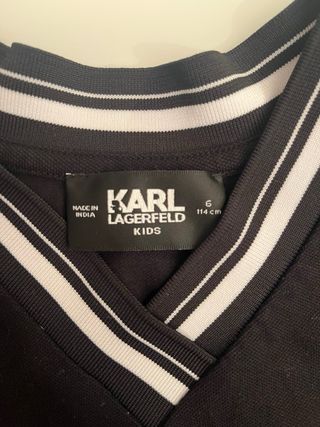 MADE IN
INDIA
KARL
LAGERFELD
KIDS
6
114 cm